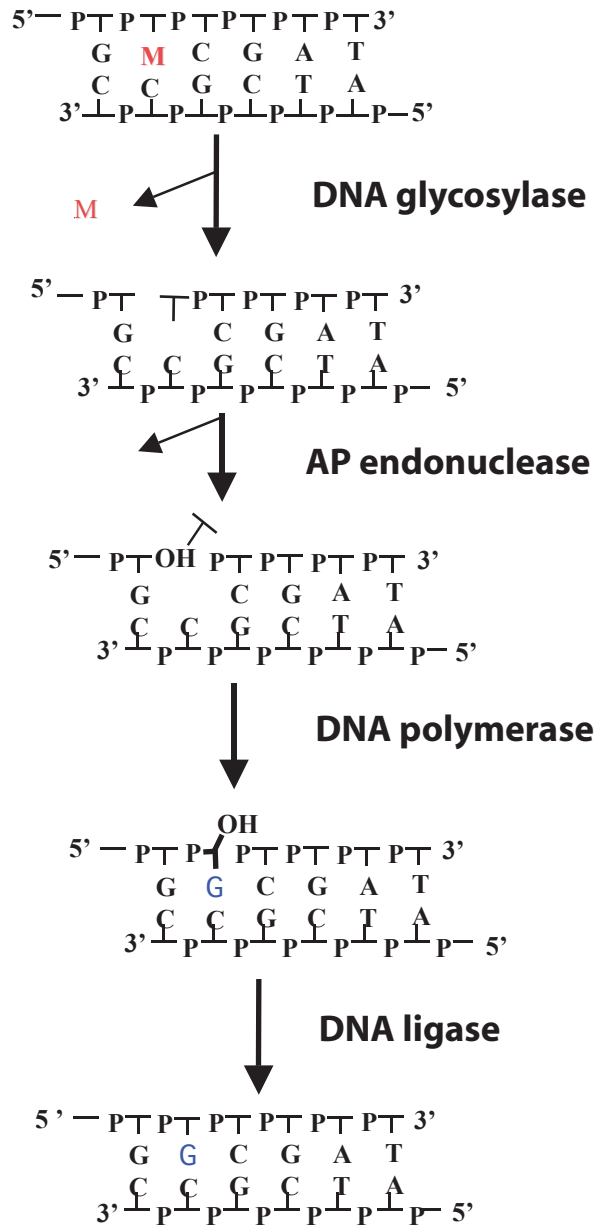 5’ P P P P P P 3’
G M C G A T
C C G C T A
3’ P P P P P P 5’
M
DNA glycosylase
5’ P P P P P P 3’
G C G A T
C C G C T A
3’ P P P P P P 5’
AP endonuclease
5’ P OH P P P P 3’
G C G A T
C C G C T A
3’ P P P P P P 5’
DNA polymerase
OH
5’ P P P P P P 3’
G G C G A T
C C G C T A
3’ P P P P P P 5’
DNA ligase
5 ’ P P P P P P 3’
G G C G A T
C C G C T A
3’ P P P P P P 5’